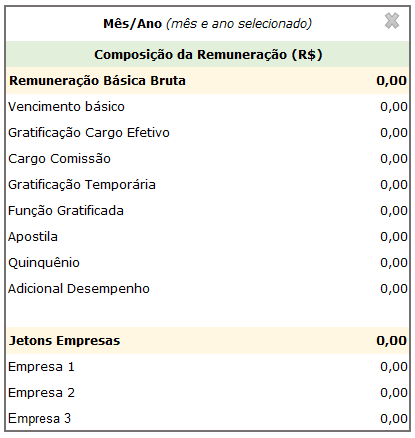 Mês/Ano (mês e ano selecionado)
Composição da Remuneração (R$)
Remuneração Básica Bruta 0,00
Vencimento básico 0,00
Gratificação Cargo Efetivo 0,00
Cargo Comissão 0,00
Gratificação Temporária 0,00
Função Gratificada 0,00
Apostila 0,00
Quinquênio 0,00
Adicional Desempenho 0,00
Jetons Empresas 0,00
Empresa 1 0,00
Empresa 2 0,00
Empresa 3 0,00